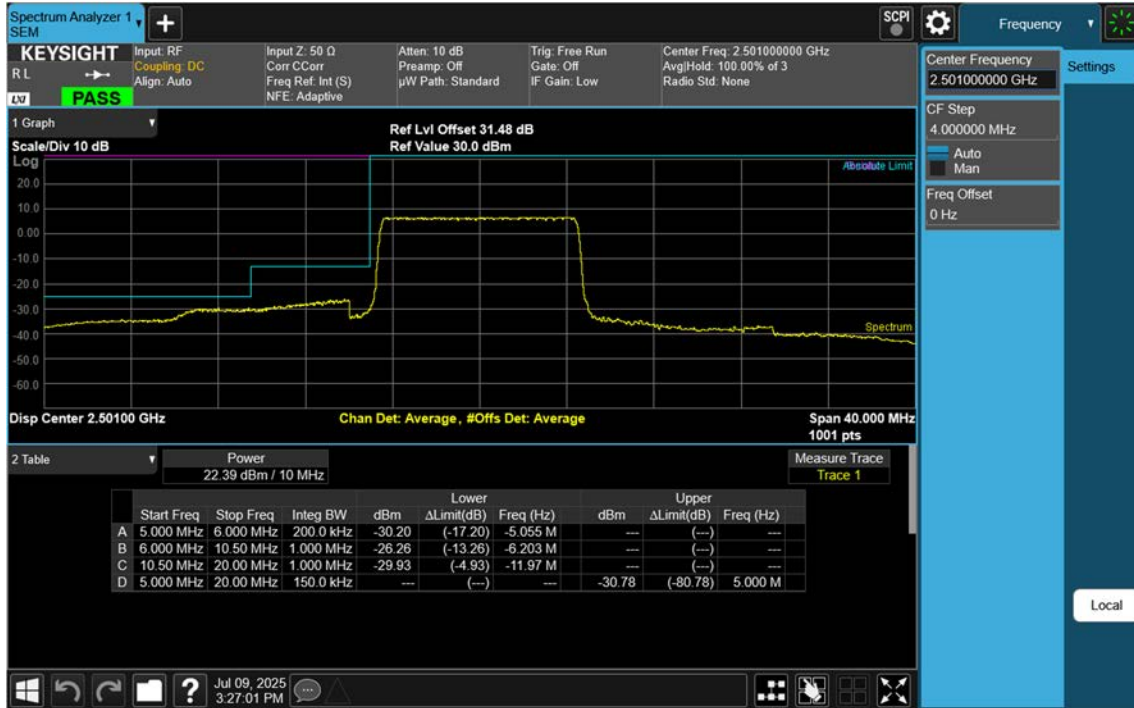 Spectrum Analyzer 1
SEM
SCPI
Frequency
KEYSIGHT
R L
LXI
PASS
Input: RF
Coupling: DC
Align: Auto
Input Z: 50 Ω
Corr CCorr
Freq Ref: Int (S)
NFE: Adaptive
Atten: 10 dB
Preamp: Off
µW Path: Standard
Trig: Free Run
Gate: Off
IF Gain: Low
Center Freq: 2.501000000 GHz
Avg|Hold: 100.00% of 3
Radio Std: None
Center Frequency
2.501000000 GHz
Settings
CF Step
4.000000 MHz
Auto
Man
Freq Offset
0 Hz
1 Graph
Scale/Div 10 dB
Ref Lvl Offset 31.48 dB
Ref Value 30.0 dBm
Log
Absolute Limit
20.0
10.0
0.00
-10.0
-20.0
-30.0
-40.0
-50.0
-60.0
Spectrum
Disp Center 2.50100 GHz
Chan Det: Average, #Offs Det: Average
Span 40.000 MHz
1001 pts
2 Table
Power
22.39 dBm / 10 MHz
Measure Trace
Trace 1
Lower Upper
Start Freq Stop Freq Integ BW dBm ∆Limit(dB) Freq (Hz) dBm ∆Limit(dB) Freq (Hz)
A 5.000 MHz 6.000 MHz 200.0 kHz -30.20 (-17.20) -5.055 M --- (---) ---
B 6.000 MHz 10.50 MHz 1.000 MHz -26.26 (-13.26) -6.203 M --- (---) ---
C 10.50 MHz 20.00 MHz 1.000 MHz -29.93 (-4.93) -11.97 M --- (---) ---
D 5.000 MHz 20.00 MHz 150.0 kHz --- (---) --- -30.78 (-80.78) 5.000 M
Local
Jul 09, 2025
3:27:01 PM